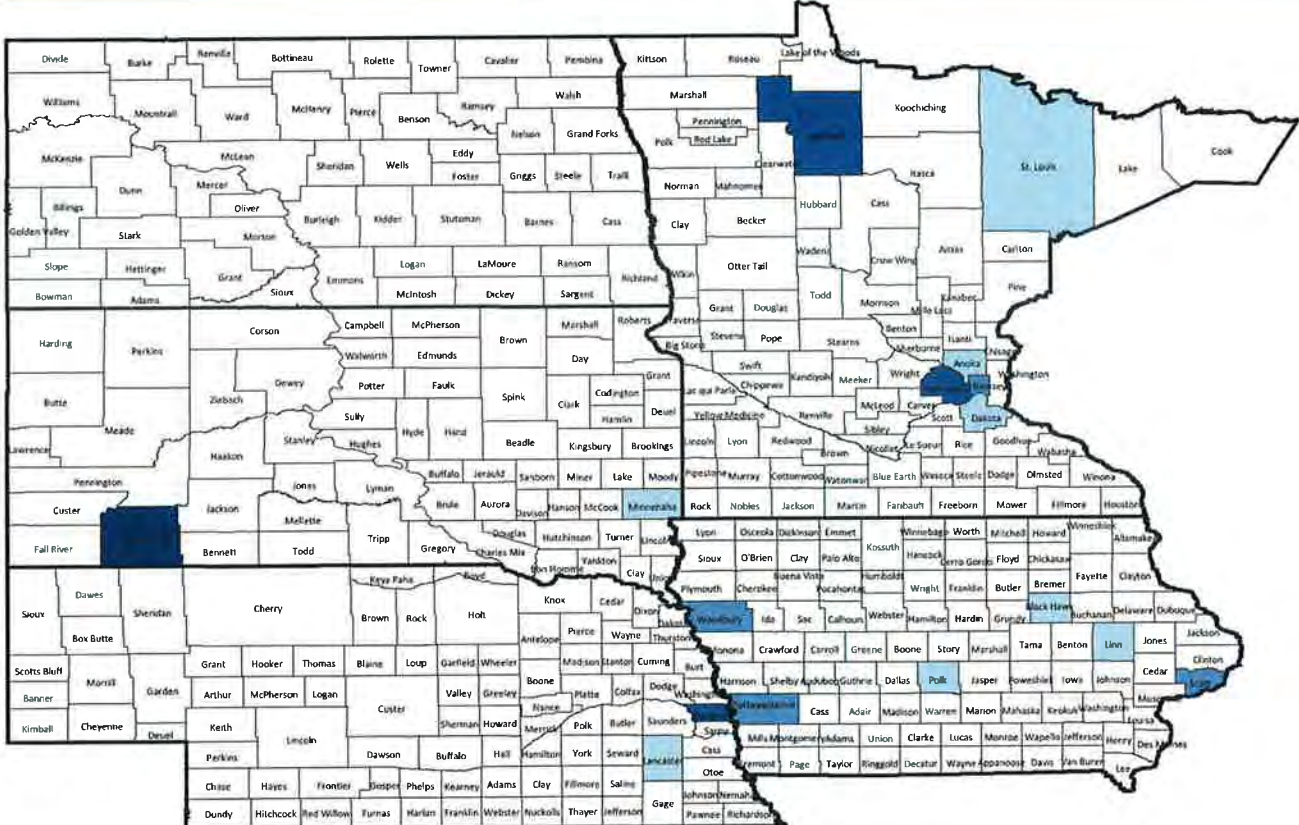 Divide Burke Renville Bottineau Rolette Towner Cavalier Pembina Kittson Roseau Lake of the Woods
Williams Mountrail Ward McHenry Pierce Benson Ramsey Walsh Marshall Koochiching
Nelson Grand Forks Polk Pennington Red Lake Clearwater St. Louis Lake Cook
McKenzie McLean Sheridan Wells Eddy Foster Griggs Steele Traill Norman Mahnomen Itasca
Dunn Mercer Oliver Hubbard Cass
Billings Golden Valley Stark Morton Burleigh Kidder Stutsman Barnes Cass Clay Becker
Slope Hettinger Grant Emmons Logan LaMoure Ransom Richland Wilkin Otter Tail Wadena Crow Wing Aitkin Carlton
Bowman Adams Sioux McIntosh Dickey Sargent Grant Douglas Todd Morrison Mille Lacs Kanabec Pine
Harding Perkins Corson Campbell McPherson Brown Marshall Roberts Traverse Stevens Pope Stearns Benton Isanti
Walworth Edmunds Day Big Stone Sherburne Chisago
Butte Ziebach Dewey Potter Faulk Spink Clark Codington Grant Swift Kandiyohi Meeker Wright Anoka Washington
Lac qui Parle Chippewa Ramsey
Meade Sully Hamlin Deuel Yellow Medicine Renville McLeod Carver Scott Dakota
Lawrence Haakon Stanley Hughes Hyde Hand Beadle Kingsbury Brookings Lincoln Lyon Redwood Brown Sibley Nicollet Le Sueur Rice Goodhue Wabasha
Pennington Jones Lyman Buffalo Jerauld Sanborn Miner Lake Moody Pipestone Murray Cottonwood Watonwan Blue Earth Waseca Steele Dodge Olmsted Winona
Custer Jackson Mellette Brule Aurora Davison Hanson McCook Minnehaha Rock Nobles Jackson Martin Faribault Freeborn Mower Fillmore Houston
Fall River Bennett Todd Tripp Gregory Charles Mix Douglas Hutchinson Turner Lincoln Lyon Osceola Dickinson Emmet Kossuth Winnebago Worth Mitchell Howard Winneshiek Allamakee
Bon Homme Yankton Clay Union Sioux O'Brien Clay Palo Alto Hancock Cerro Gordo Floyd Chickasaw
Sioux Dawes Sheridan Cherry Keya Paha Boyd Knox Cedar Dixon Dakota Plymouth Cherokee Buena Vista Pocahontas Humboldt Wright Franklin Butler Bremer Fayette Clayton
Box Butte Brown Rock Holt Antelope Pierce Wayne Thurston Woodbury Ida Sac Calhoun Webster Hamilton Hardin Grundy Black Hawk Buchanan Delaware Dubuque
Scotts Bluff Morrill Garden Grant Hooker Thomas Blaine Loup Garfield Wheeler Boone Madison Stanton Cuming Burt Monona Crawford Carroll Greene Boone Story Marshall Tama Benton Linn Jones Jackson
Banner Arthur McPherson Logan Custer Valley Greeley Nance Platte Colfax Dodge Washington Harrison Shelby Audubon Guthrie Dallas Polk Jasper Poweshiek Iowa Johnson Cedar Clinton Scott
Kimball Cheyenne Deuel Keith Lincoln Sherman Howard Merrick Polk Butler Saunders Sarpy Pottawattamie Cass Adair Madison Warren Marion Mahaska Keokuk Washington Louisa
Perkins Dawson Buffalo Hall Hamilton York Seward Lancaster Cass Otoe Mills Montgomery Adams Union Clarke Lucas Monroe Wapello Jefferson Henry Des Moines
Chase Hayes Frontier Gosper Phelps Kearney Adams Clay Fillmore Saline Gage Johnson Nemaha Fremont Page Taylor Ringgold Decatur Wayne Appanoose Davis Van Buren Lee
Dundy Hitchcock Red Willow Furnas Harlan Franklin Webster Nuckolls Thayer Jefferson Pawnee Richardson